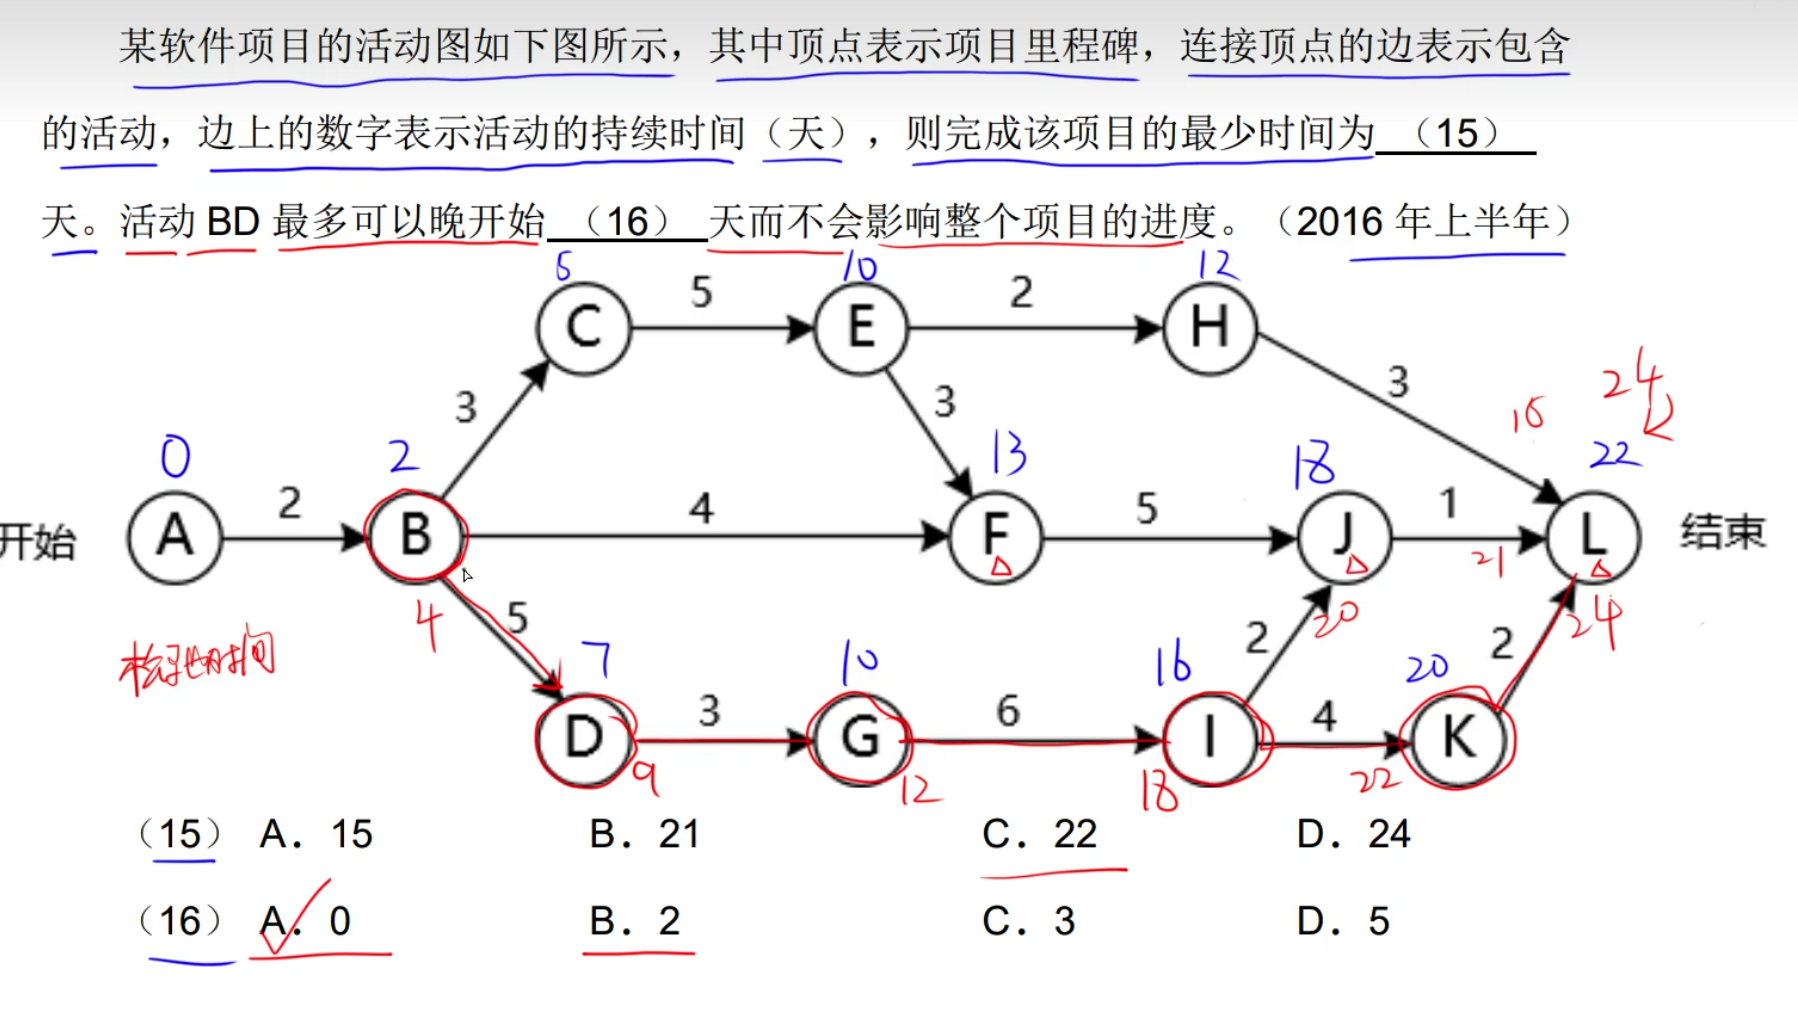 某软件项目的活动图如下图所示，其中顶点表示项目里程碑，连接顶点的边表示包含
的活动，边上的数字表示活动的持续时间（天），则完成该项目的最少时间为 （15）
天。活动 BD 最多可以晚开始 （16） 天而不会影响整个项目的进度。（2016 年上半年）
5 10 12
C 5 E 2 H
3 3 3 24
16
0 2 13 18 22
开始 A 2 B 4 F 5 J 1 L 结束
21
4 5 2 20 2 24
时间 7 10 16 20
D 3 G 6 I 4 K
9 12 18 22
（15） A. 15 B. 21 C. 22 D. 24
（16） A. 0 B. 2 C. 3 D. 5